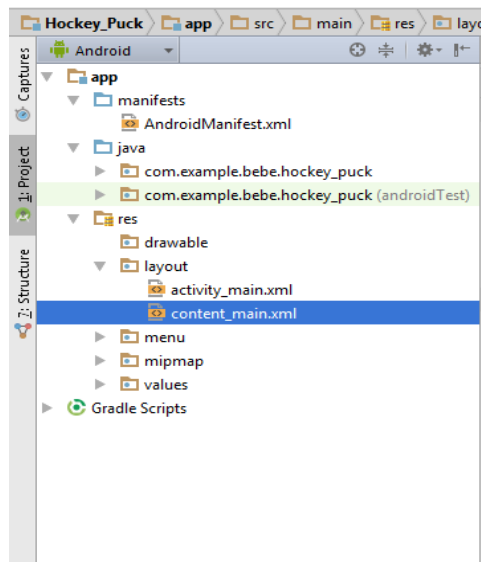 Hockey_Puck app src main res layo
Android
app
manifests
AndroidManifest.xml
java
com.example.bebe.hockey_puck
com.example.bebe.hockey_puck (androidTest)
res
drawable
layout
activity_main.xml
content_main.xml
menu
mipmap
values
Gradle Scripts
Captures
1: Project
7: Structure